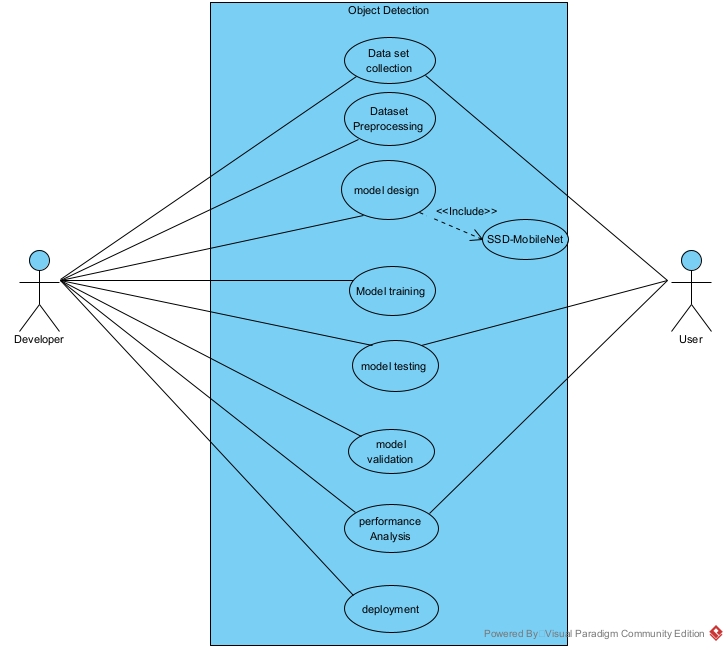 Object Detection
Data set
collection
Dataset
Preprocessing
model design
<<Include>>
SSD-MobileNet
Model training
model testing
model
validation
performance
Analysis
deployment
Developer
User
Powered By: Visual Paradigm Community Edition